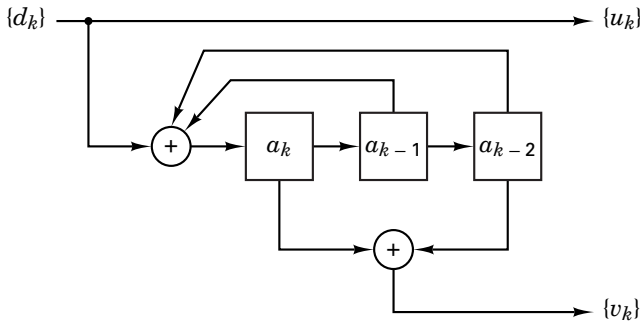 {d_k} {u_k}
+ a_k a_{k-1} a_{k-2}
+
{v_k}